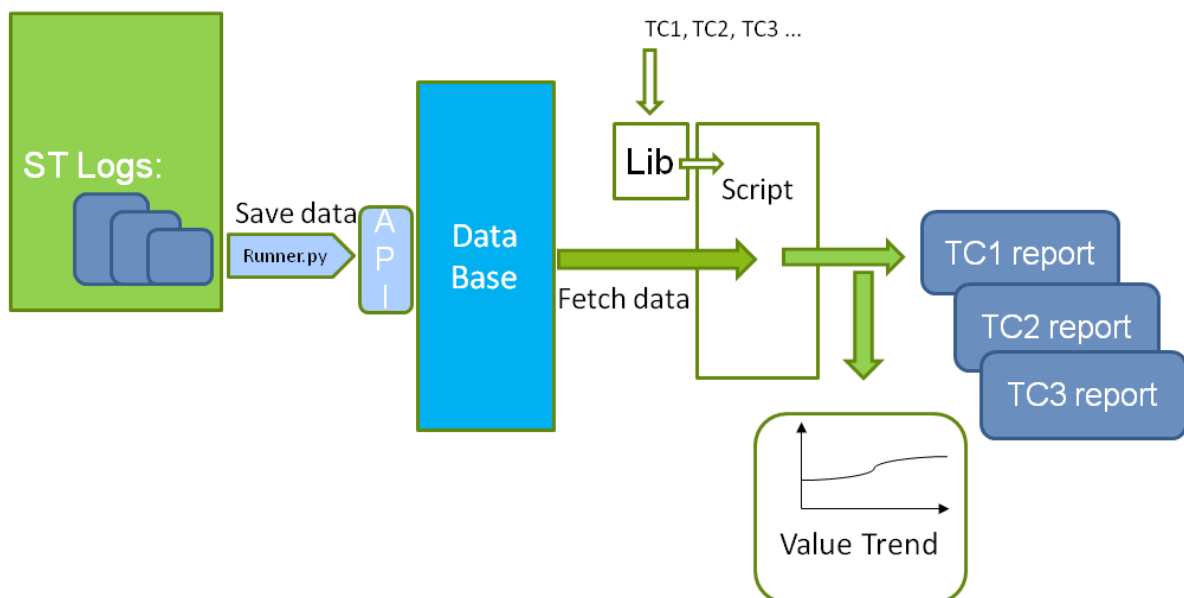 TC1, TC2, TC3 ...
ST Logs:
Save data
Runner.py
A
P
I
Data
Base
Fetch data
Lib
Script
TC1 report
TC2 report
TC3 report
Value Trend